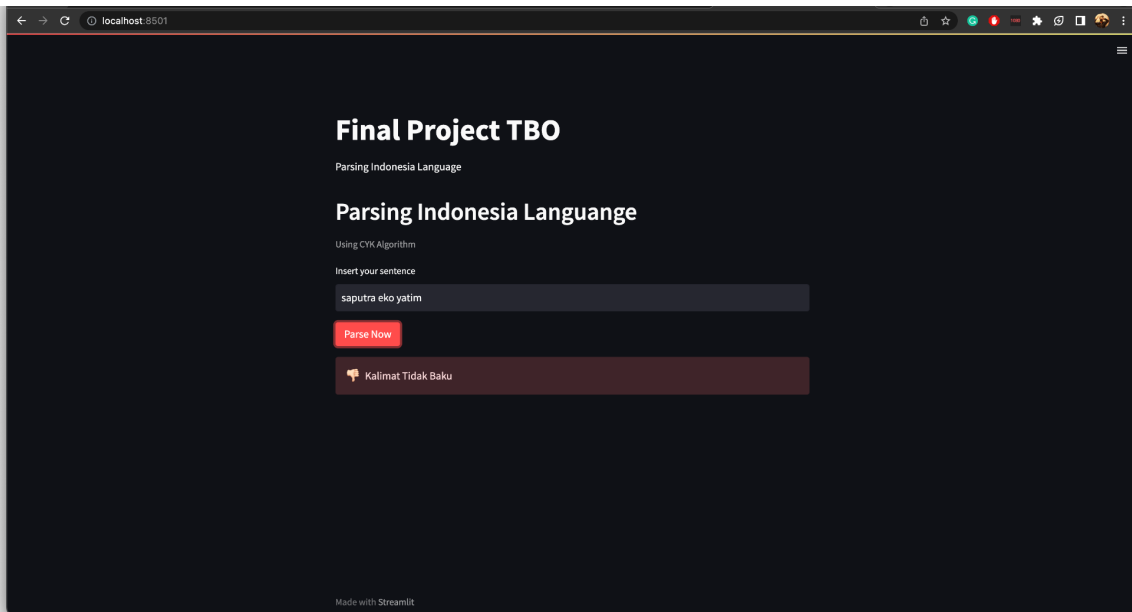 localhost:8501
Final Project TBO
Parsing Indonesia Language
Parsing Indonesia Languange
Using CYK Algorithm
Insert your sentence
saputra eko yatim
Parse Now
👎🏻 Kalimat Tidak Baku
Made with Streamlit